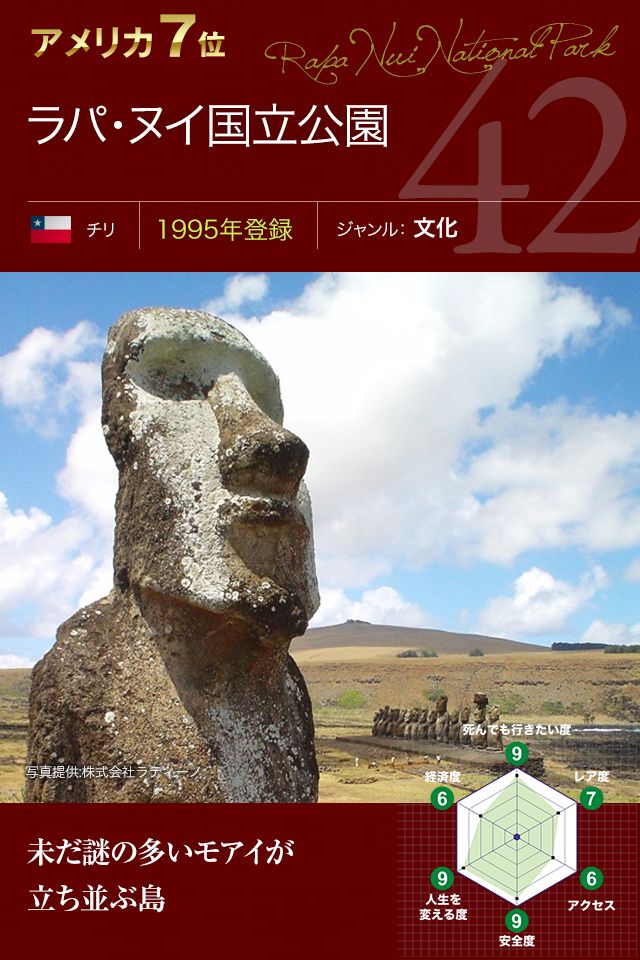 アメリカ7位
Rapa Nui National Park
42
ラパ・ヌイ国立公園
チリ
1995年登録
ジャンル： 文化
写真提供:株式会社ラティーノ
死んでも行きたい度
9
経済度
6
レア度
7
9
人生を
変える度
6
アクセス
9
安全度
未だ謎の多いモアイが
立ち並ぶ島